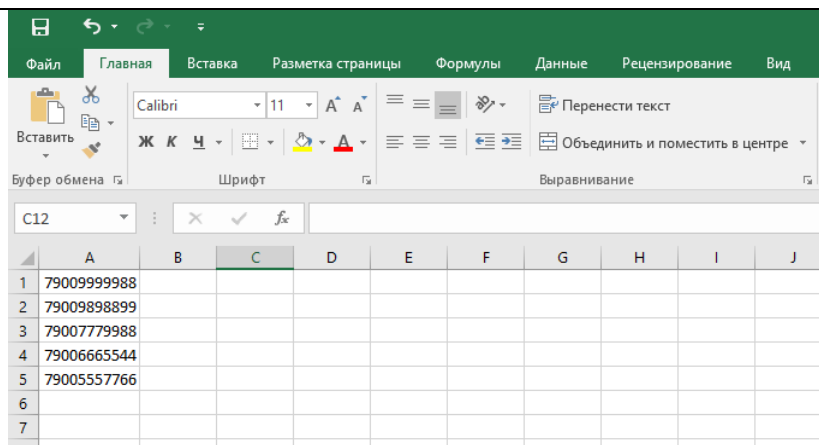 Файл Главная Вставка Разметка страницы Формулы Данные Рецензирование Вид
Calibri 11 A A Перенести текст
Вставить Ж К Ч А Объединить и поместить в центре
Буфер обмена Шрифт Выравнивание
C12 fx
A B C D E F G H I J
1 79009999988
2 79009898899
3 79007779988
4 79006665544
5 79005557766
6
7